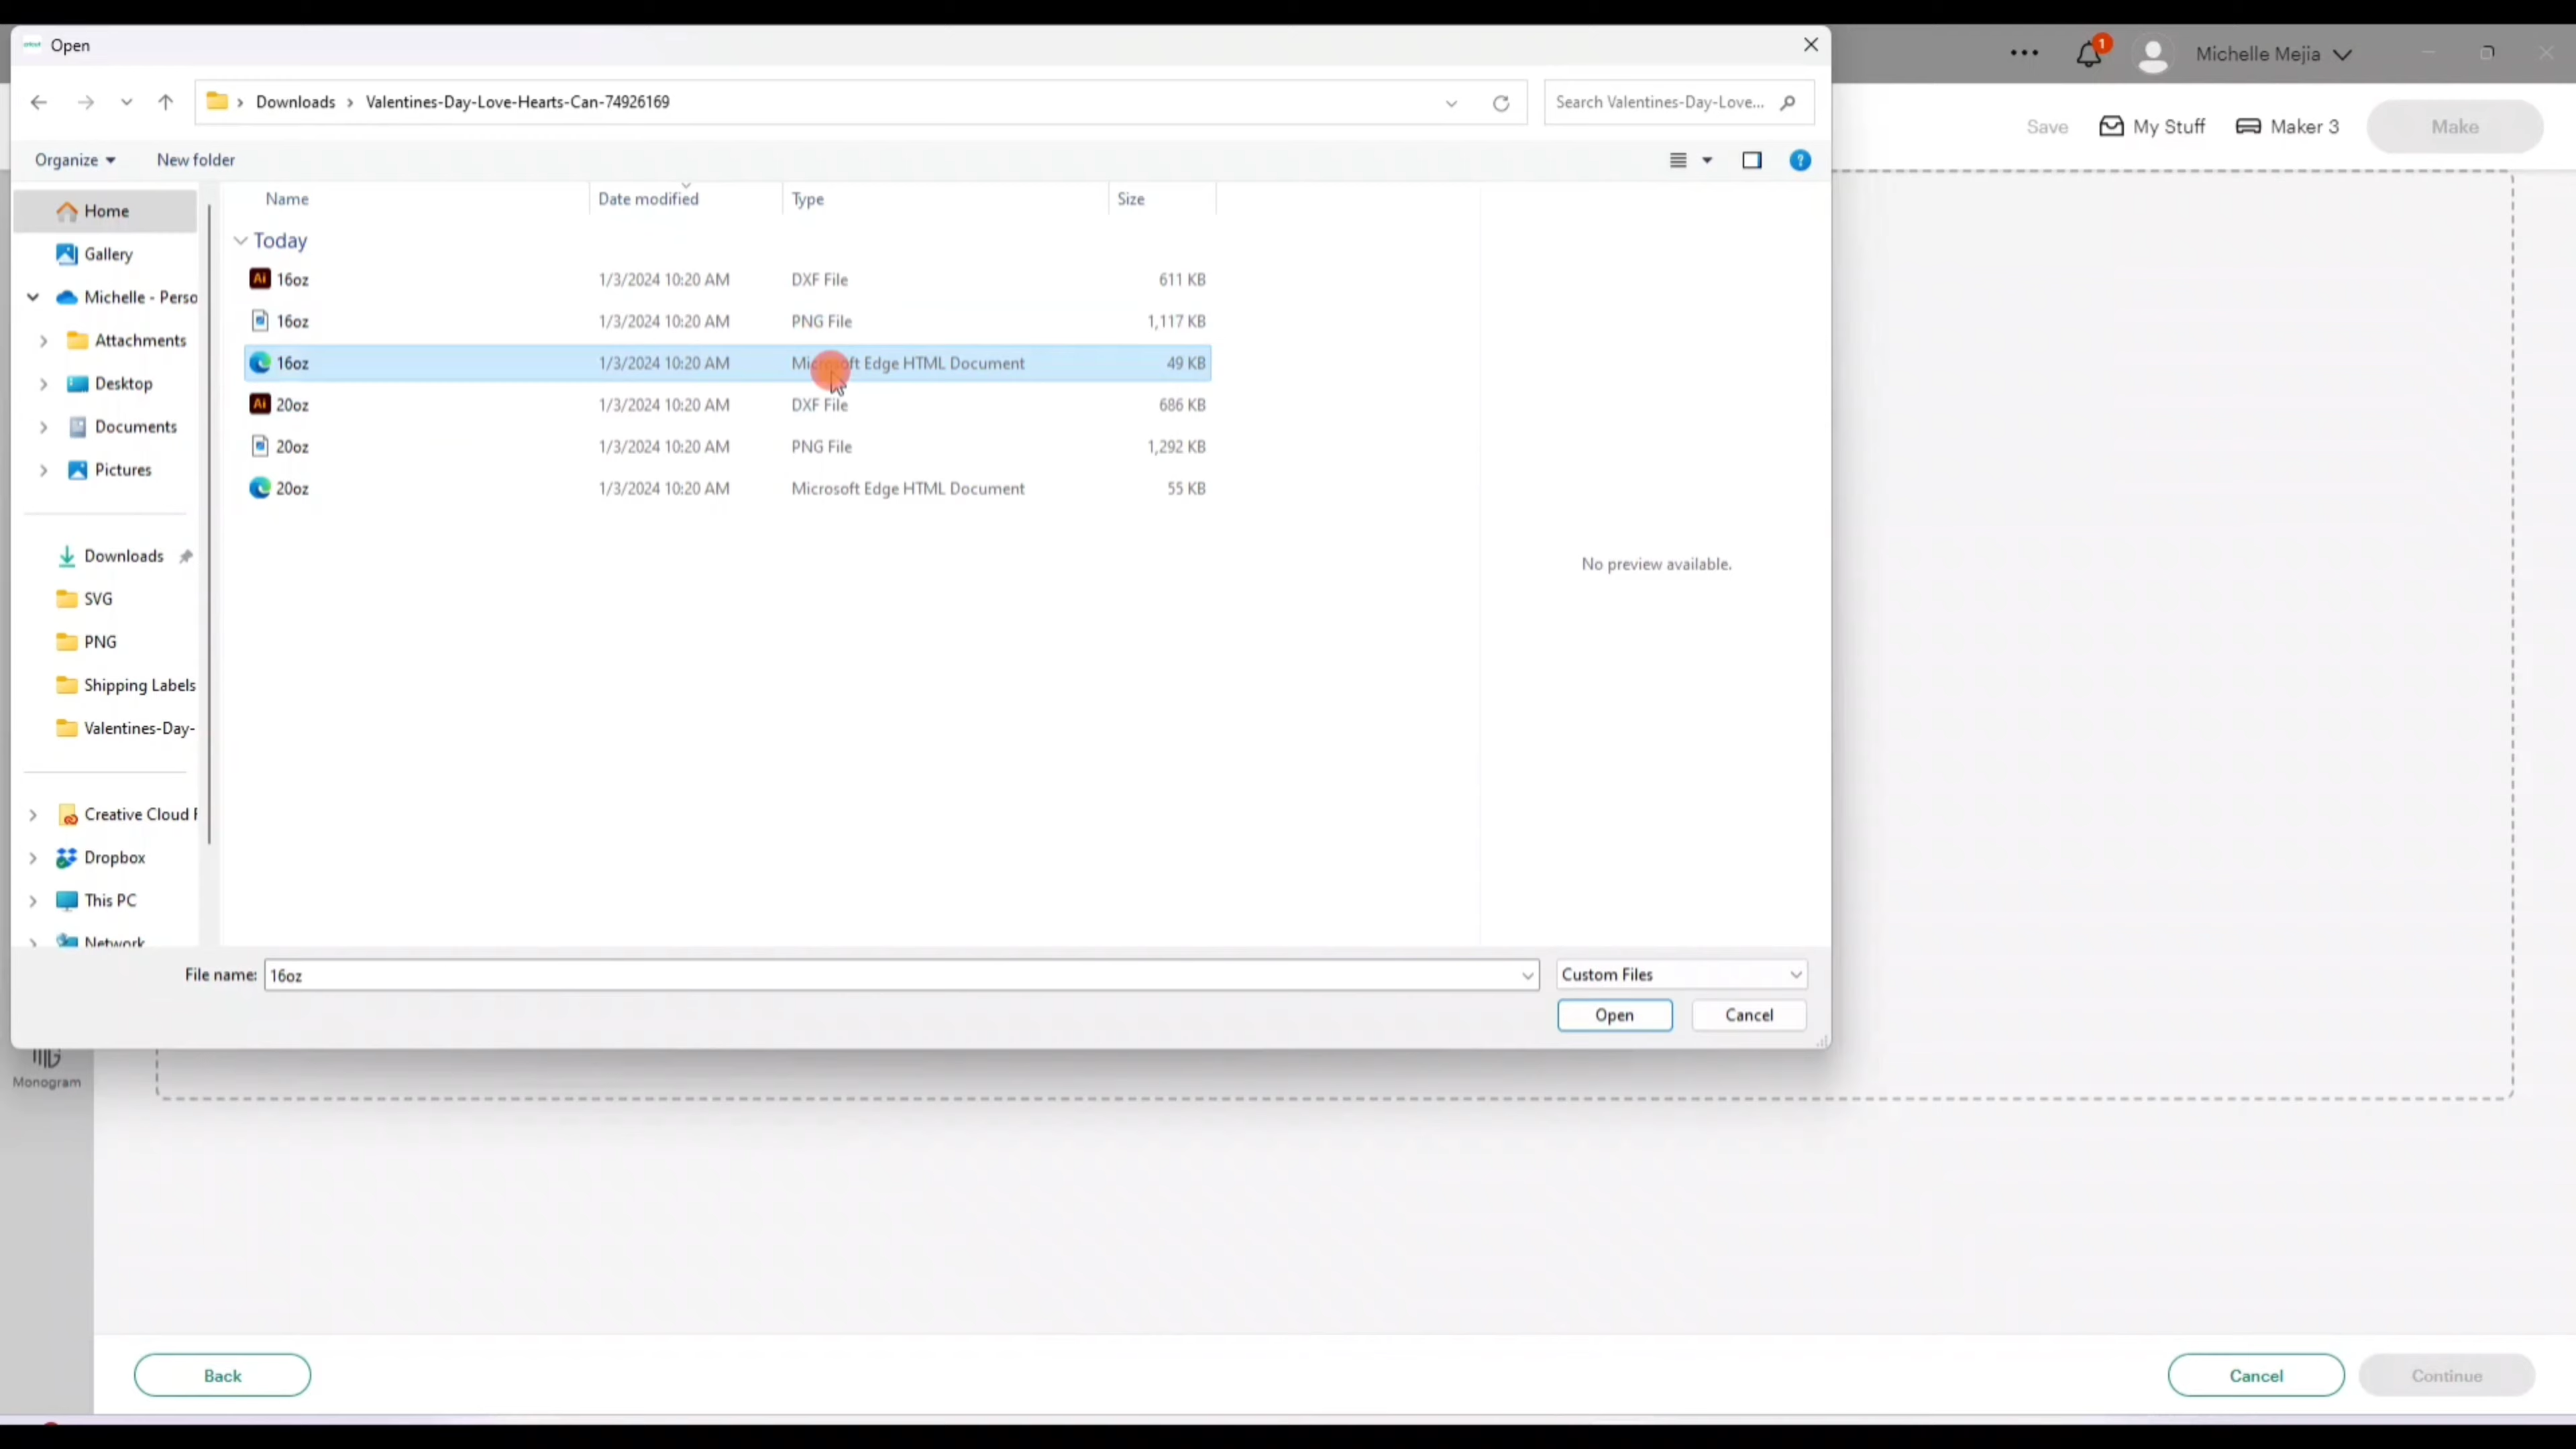 Open
Michelle Mejia
1
Downloads > Valentines-Day-Love-Hearts-Can-74926169
Search Valentines-Day-Love...
Save
My Stuff
Maker 3
Make
Organize
New folder
?
Name
Date modified
Type
Size
Home
Gallery
Michelle - Perso
Attachments
Desktop
Documents
Pictures
Downloads
SVG
PNG
Shipping Labels
Valentines-Day-
Creative Cloud F
Dropbox
This PC
Network
Today
Ai 16oz 1/3/2024 10:20 AM DXF File 611 KB
16oz 1/3/2024 10:20 AM PNG File 1,117 KB
16oz 1/3/2024 10:20 AM Microsoft Edge HTML Document 49 KB
Ai 20oz 1/3/2024 10:20 AM DXF File 686 KB
20oz 1/3/2024 10:20 AM PNG File 1,292 KB
20oz 1/3/2024 10:20 AM Microsoft Edge HTML Document 55 KB
No preview available.
File name: 16oz
Custom Files
Open
Cancel
Monogram
Back
Cancel
Continue